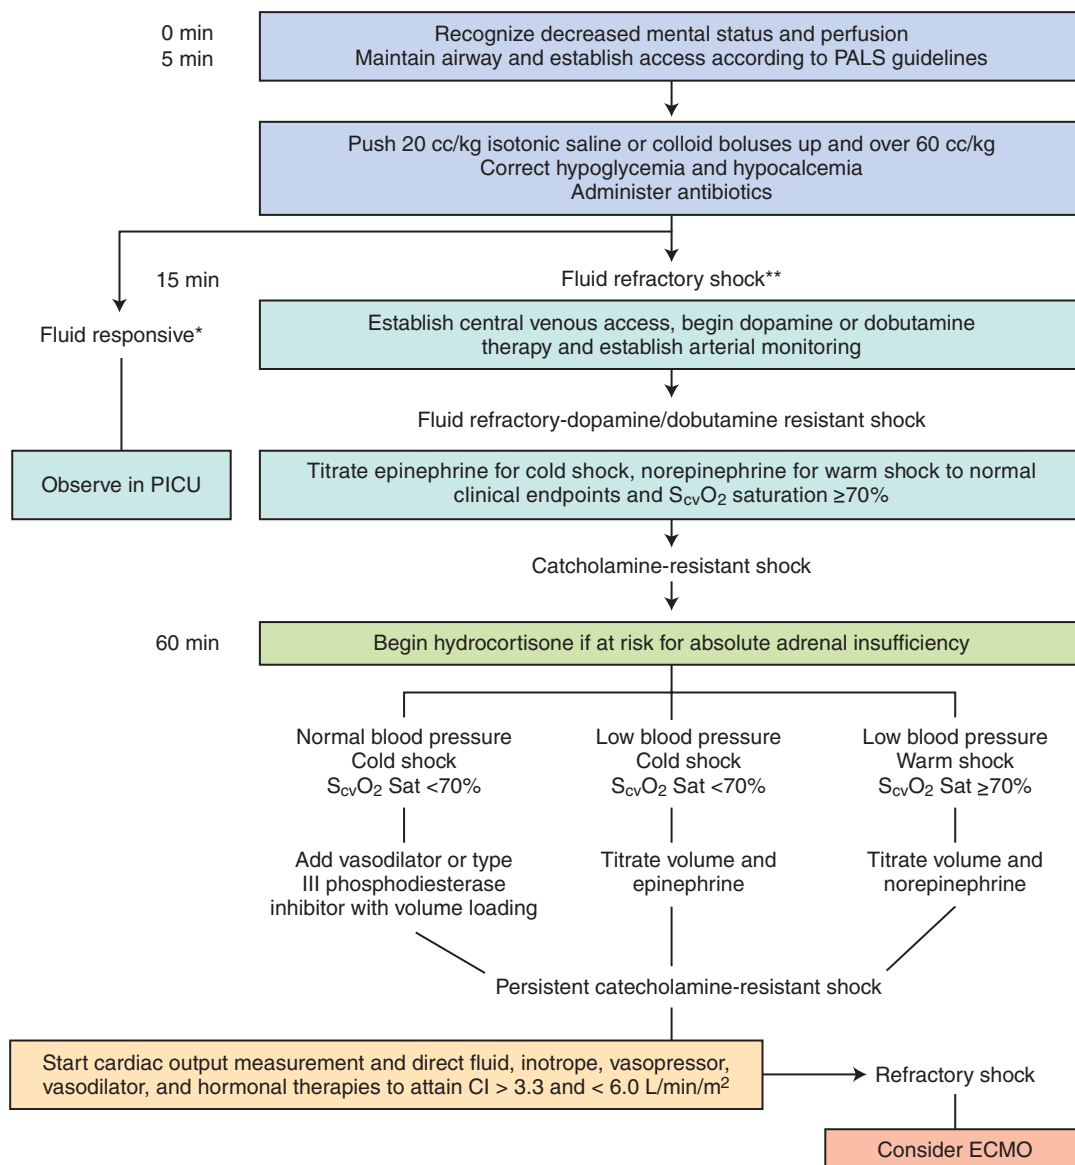 0 min
5 min
Recognize decreased mental status and perfusion
Maintain airway and establish access according to PALS guidelines
Push 20 cc/kg isotonic saline or colloid boluses up and over 60 cc/kg
Correct hypoglycemia and hypocalcemia
Administer antibiotics
15 min
Fluid refractory shock**
Fluid responsive*
Establish central venous access, begin dopamine or dobutamine
therapy and establish arterial monitoring
Fluid refractory-dopamine/dobutamine resistant shock
Observe in PICU
Titrate epinephrine for cold shock, norepinephrine for warm shock to normal
clinical endpoints and ScvO2 saturation ≥70%
Catcholamine-resistant shock
60 min
Begin hydrocortisone if at risk for absolute adrenal insufficiency
Normal blood pressure
Cold shock
ScvO2 Sat <70%
Low blood pressure
Cold shock
ScvO2 Sat <70%
Low blood pressure
Warm shock
ScvO2 Sat ≥70%
Add vasodilator or type
III phosphodiesterase
inhibitor with volume loading
Titrate volume and
epinephrine
Titrate volume and
norepinephrine
Persistent catecholamine-resistant shock
Start cardiac output measurement and direct fluid, inotrope, vasopressor,
vasodilator, and hormonal therapies to attain CI > 3.3 and < 6.0 L/min/m2
Refractory shock
Consider ECMO